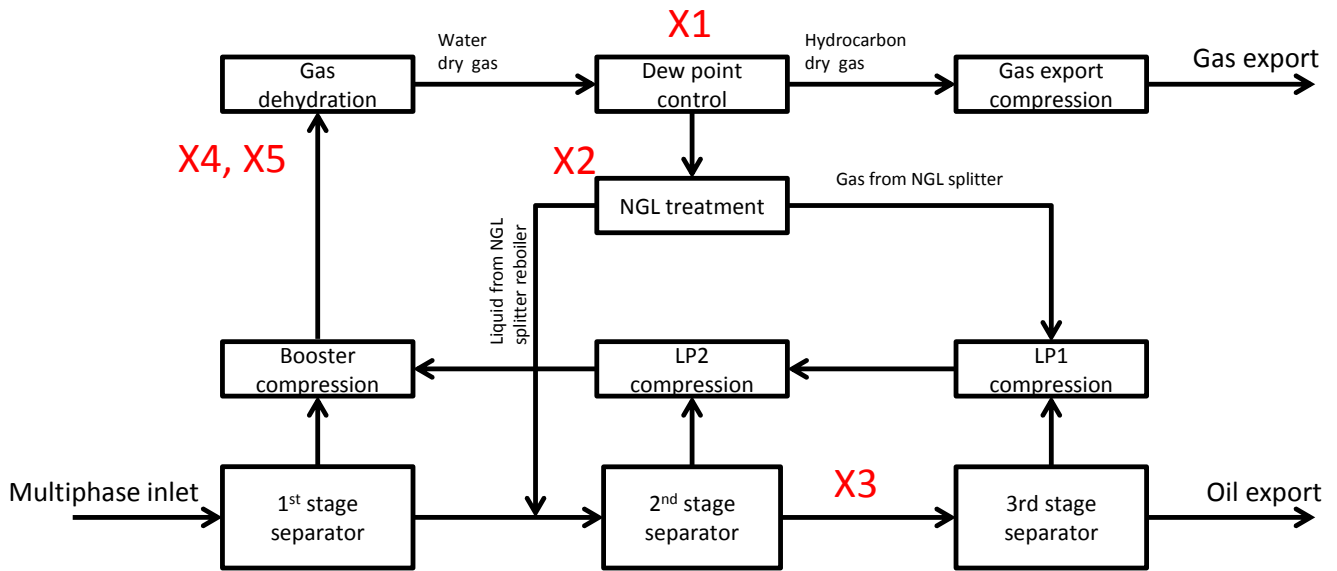 X1
Water
dry gas
Hydrocarbon
dry gas
Gas
dehydration
Dew point
control
Gas export
compression
Gas export
X4, X5
X2
NGL treatment
Gas from NGL splitter
Liquid from NGL
splitter reboiler
Booster
compression
LP2
compression
LP1
compression
Multiphase inlet
1st stage
separator
2nd stage
separator
X3
3rd stage
separator
Oil export